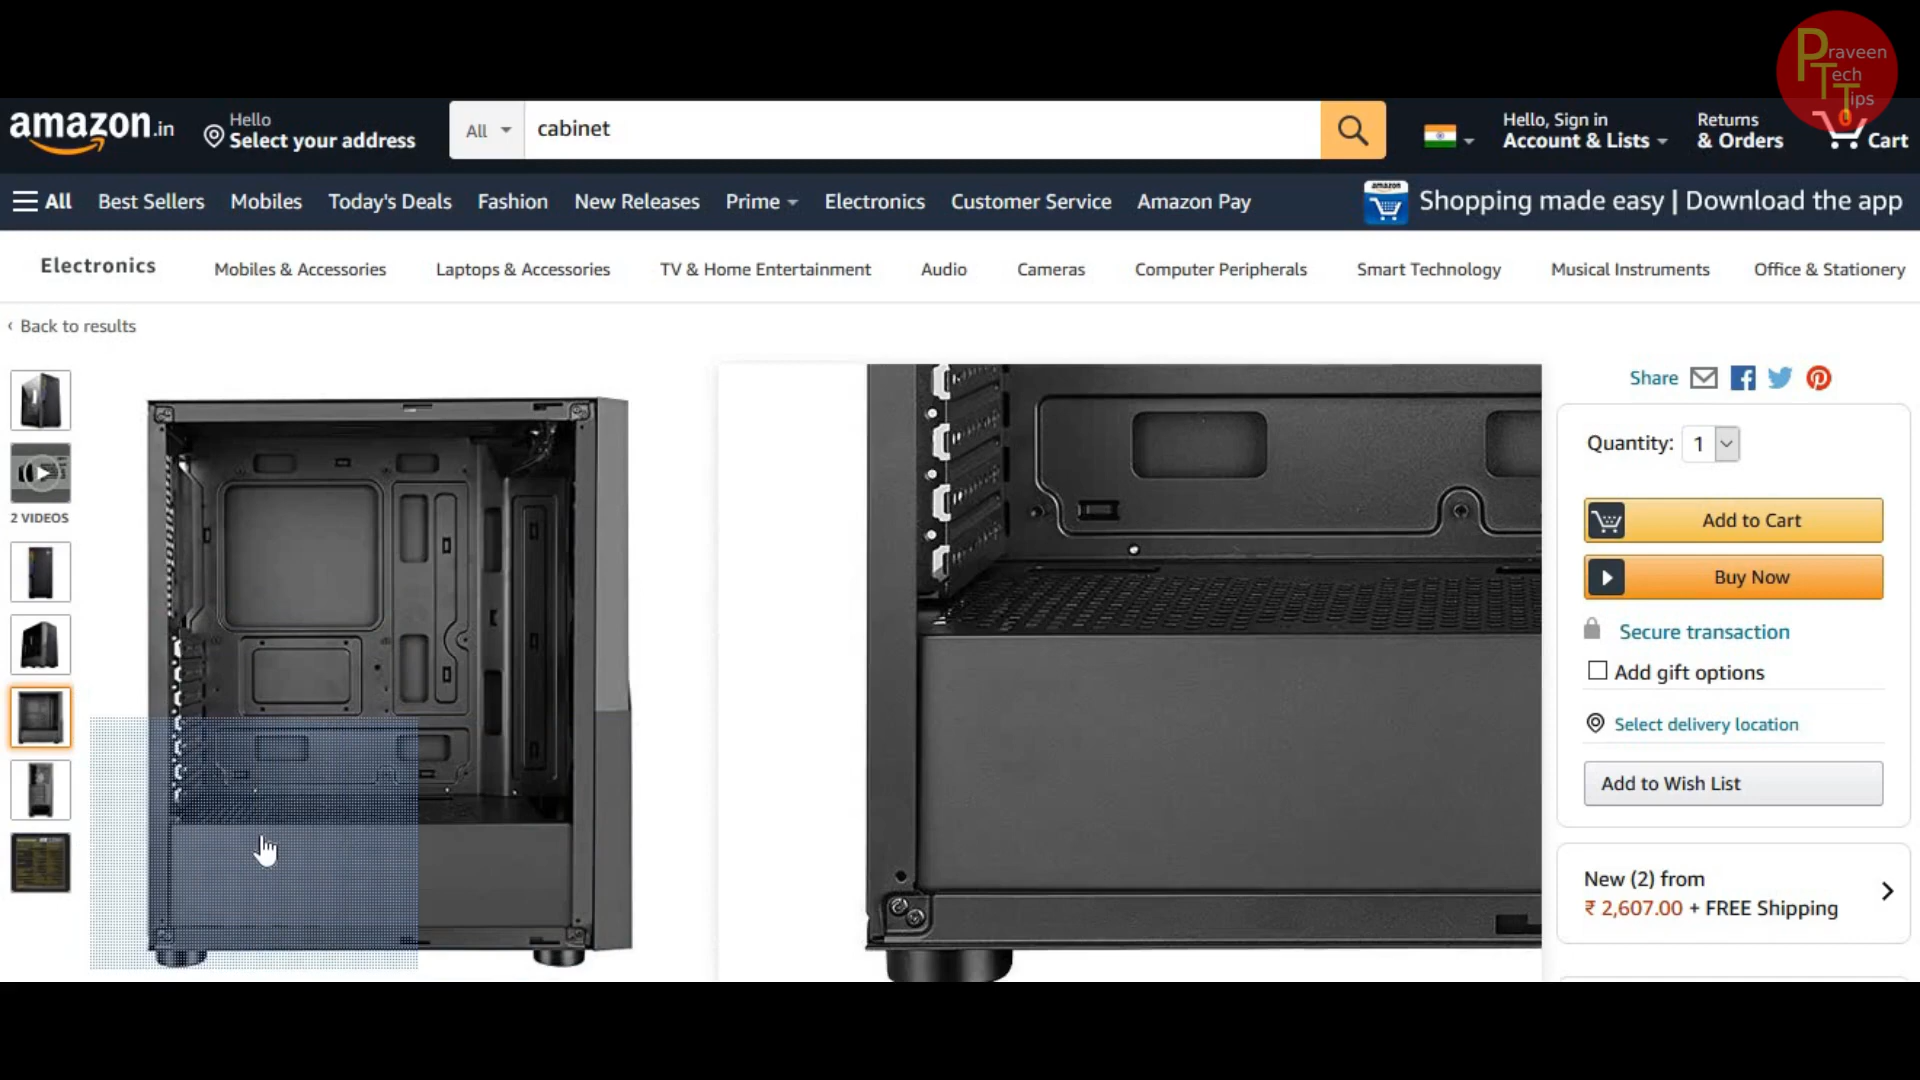 Praveen
Tech
Tips
amazon.in
Hello
Select your address
All
cabinet
Hello, Sign in
Account & Lists
Returns
& Orders
0
Cart
All
Best Sellers
Mobiles
Today's Deals
Fashion
New Releases
Prime
Electronics
Customer Service
Amazon Pay
amazon
Shopping made easy | Download the app
Electronics
Mobiles & Accessories
Laptops & Accessories
TV & Home Entertainment
Audio
Cameras
Computer Peripherals
Smart Technology
Musical Instruments
Office & Stationery
‹ Back to results
2 VIDEOS
Share
Quantity: 1
Add to Cart
Buy Now
Secure transaction
Add gift options
Select delivery location
Add to Wish List
New (2) from
₹ 2,607.00 + FREE Shipping